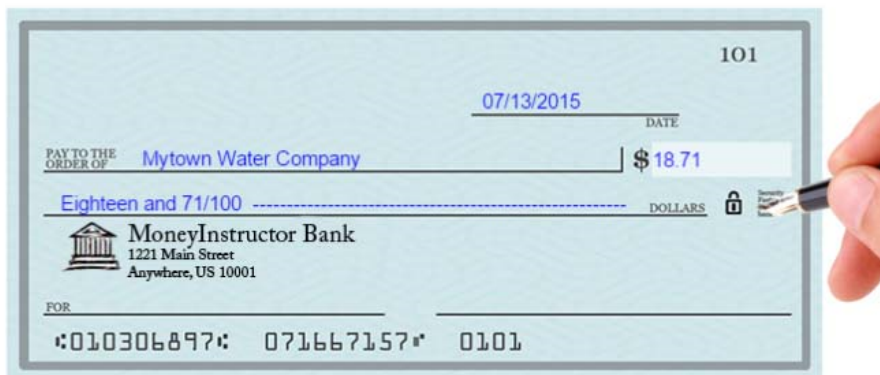 101
07/13/2015
DATE
PAY TO THE
ORDER OF Mytown Water Company $ 18.71
Eighteen and 71/100 ---------------------------------------------------- DOLLARS
MoneyInstructor Bank
1221 Main Street
Anywhere, US 10001
FOR
⑆010306897⑆ 071667157⑈ 0101